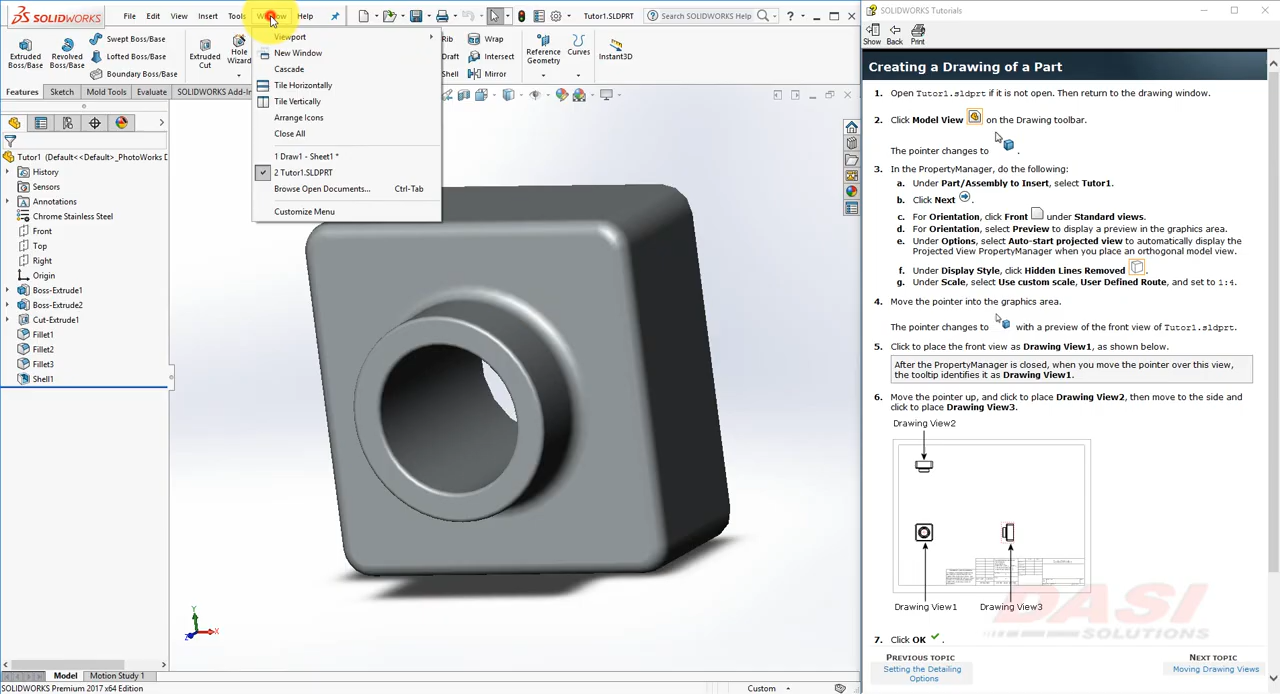 SOLIDWORKS
File Edit View Insert Tools Window Help
Tutor1.SLDPRT
Search SOLIDWORKS Help
Extruded Boss/Base
Revolved Boss/Base
Swept Boss/Base
Lofted Boss/Base
Boundary Boss/Base
Extruded Cut
Hole Wizard
Rib
Draft
Shell
Wrap
Intersect
Mirror
Reference Geometry
Curves
Instant3D
Features Sketch Mold Tools Evaluate SOLIDWORKS Add-In
Viewport
New Window
Cascade
Tile Horizontally
Tile Vertically
Arrange Icons
Close All
1 Draw1 - Sheet1 *
2 Tutor1.SLDPRT
Browse Open Documents... Ctrl-Tab
Customize Menu
Tutor1 (Default<<Default>_PhotoWorks D
History
Sensors
Annotations
Chrome Stainless Steel
Front
Top
Right
Origin
Boss-Extrude1
Boss-Extrude2
Cut-Extrude1
Fillet1
Fillet2
Fillet3
Shell1
Y
X
Z
Model Motion Study 1
SOLIDWORKS Premium 2017 x64 Edition
Custom
SOLIDWORKS Tutorials
Show Back Print
Creating a Drawing of a Part
1. Open Tutor1.sldprt if it is not open. Then return to the drawing window.
2. Click Model View on the Drawing toolbar.
The pointer changes to .
3. In the PropertyManager, do the following:
a. Under Part/Assembly to Insert, select Tutor1.
b. Click Next .
c. For Orientation, click Front under Standard views.
d. For Orientation, select Preview to display a preview in the graphics area.
e. Under Options, select Auto-start projected view to automatically display the
Projected View PropertyManager when you place an orthogonal model view.
f. Under Display Style, click Hidden Lines Removed .
g. Under Scale, select Use custom scale, User Defined Route, and set to 1:4.
4. Move the pointer into the graphics area.
The pointer changes to with a preview of the front view of Tutor1.sldprt.
5. Click to place the front view as Drawing View1, as shown below.
After the PropertyManager is closed, when you move the pointer over this view,
the tooltip identifies it as Drawing View1.
6. Move the pointer up, and click to place Drawing View2, then move to the side and
click to place Drawing View3.
Drawing View2
Drawing View1 Drawing View3
DASI
SOLUTIONS
7. Click OK .
PREVIOUS TOPIC
Setting the Detailing
Options
NEXT TOPIC
Moving Drawing Views